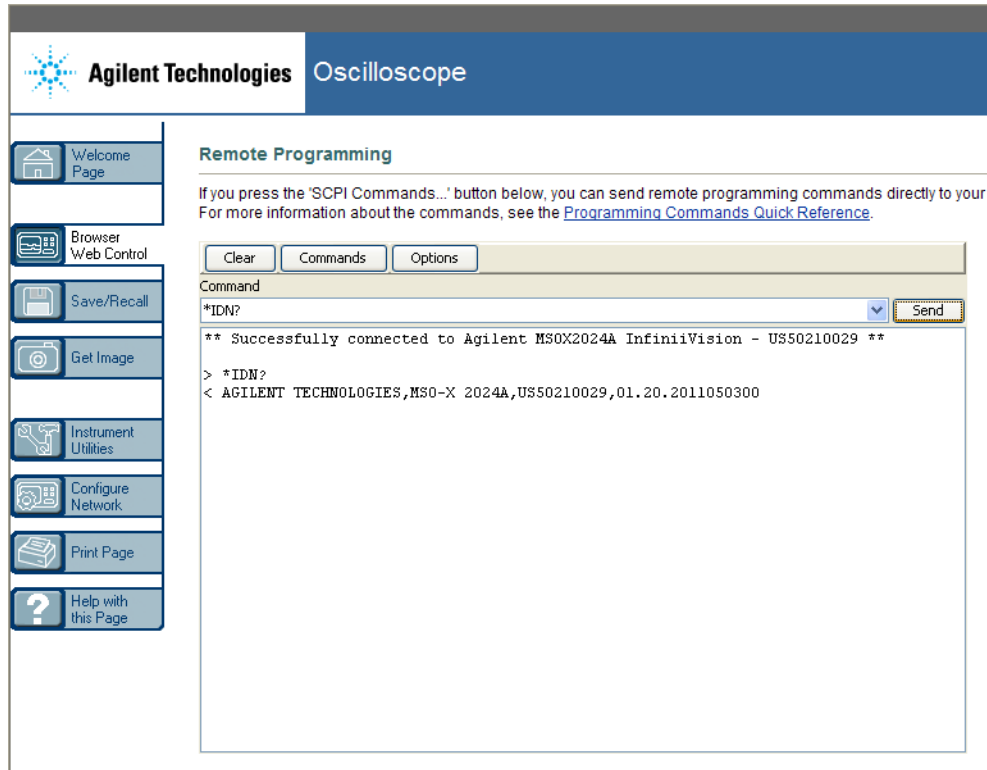 Agilent Technologies
Oscilloscope
Welcome
Page
Browser
Web Control
Save/Recall
Get Image
Instrument
Utilities
Configure
Network
Print Page
Help with
this Page
Remote Programming
If you press the 'SCPI Commands...' button below, you can send remote programming commands directly to your
For more information about the commands, see the Programming Commands Quick Reference.
Clear Commands Options
Command
*IDN? Send
** Successfully connected to Agilent MSOX2024A InfiniiVision - US50210029 **
> *IDN?
< AGILENT TECHNOLOGIES,MSO-X 2024A,US50210029,01.20.2011050300